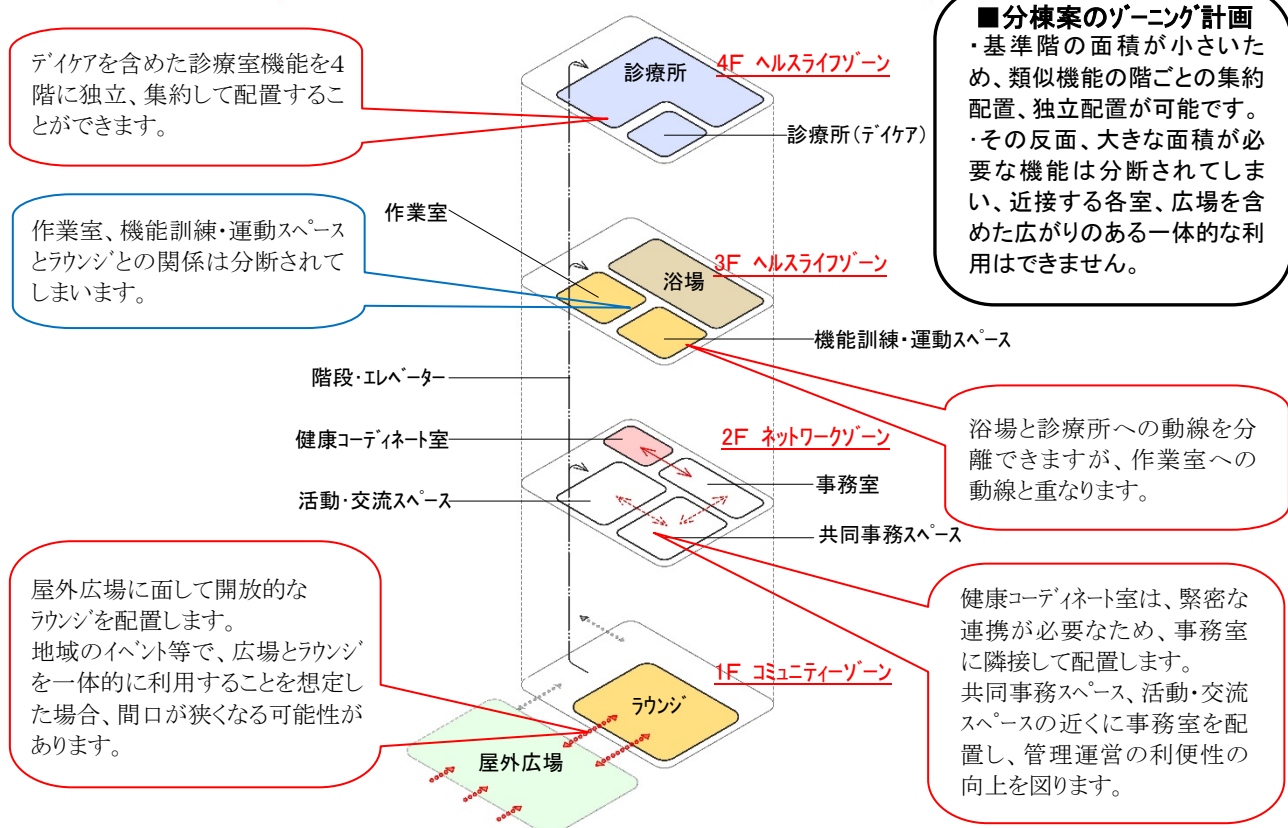 ■分棟案のゾーニング計画
・基準階の面積が小さいた
め、類似機能の階ごとの集約
配置、独立配置が可能です。
・その反面、大きな面積が必
要な機能は分断されてしま
い、近接する各室、広場を含
めた広がりのある一体的な利
用はできません。
デイケアを含めた診療室機能を4
階に独立、集約して配置するこ
とができます。
診療所
4F ヘルスライフゾーン
診療所(デイケア)
作業室、機能訓練・運動スペース
とラウンジとの関係は分断されて
しまいます。
作業室
3F ヘルスライフゾーン
浴場
機能訓練・運動スペース
階段・エレベーター
浴場と診療所への動線を分
離できますが、作業室への
動線と重なります。
健康コーディネート室
2F ネットワークゾーン
事務室
活動・交流スペース
共同事務スペース
屋外広場に面して開放的な
ラウンジを配置します。
地域のイベント等で、広場とラウンジ
を一体的に利用することを想定し
た場合、間口が狭くなる可能性が
あります。
1F コミュニティーゾーン
ラウンジ
屋外広場
健康コーディネート室は、緊密な
連携が必要なため、事務室
に隣接して配置します。
共同事務スペース、活動・交流
スペースの近くに事務室を配
置し、管理運営の利便性の
向上を図ります。